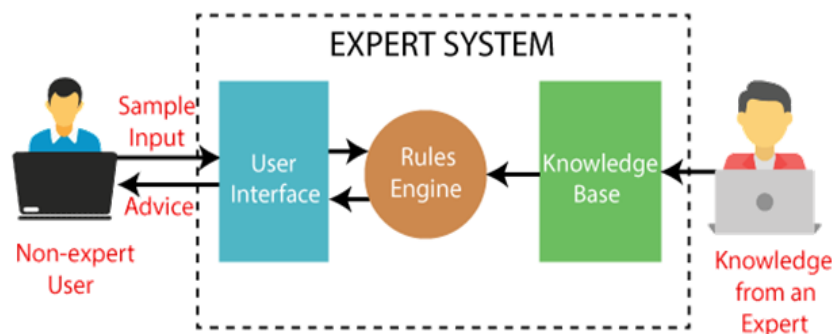 EXPERT SYSTEM
Sample
Input
Advice
Non-expert
User
User
Interface
Rules
Engine
Knowledge
Base
Knowledge
from an
Expert